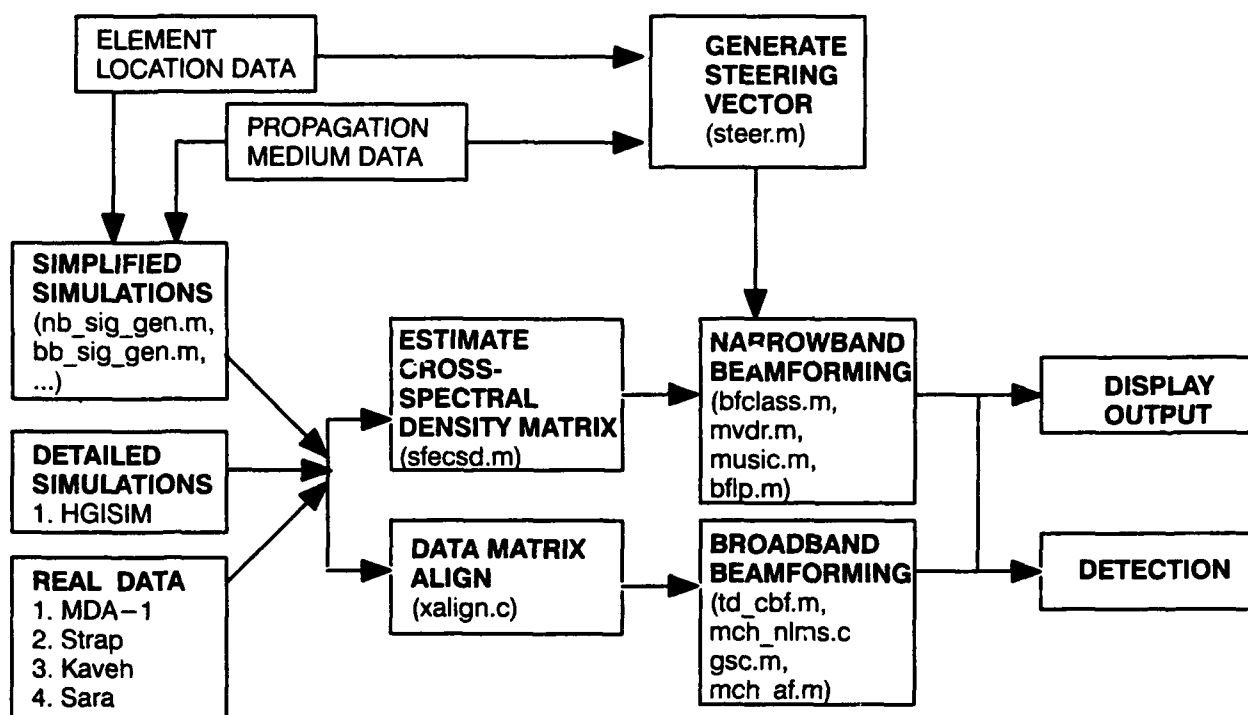 ELEMENT
LOCATION DATA
GENERATE
STEERING
VECTOR
(steer.m)
PROPAGATION
MEDIUM DATA
SIMPLIFIED
SIMULATIONS
(nb_sig_gen.m,
bb_sig_gen.m,
...)
ESTIMATE
CROSS-
SPECTRAL
DENSITY MATRIX
(sfecsd.m)
NARROWBAND
BEAMFORMING
(bfclass.m,
mvdr.m,
music.m,
bflp.m)
DISPLAY
OUTPUT
DETAILED
SIMULATIONS
1. HGISIM
DATA MATRIX
ALIGN
(xalign.c)
BROADBAND
BEAMFORMING
(td_cbf.m,
mch_nlms.c
gsc.m,
mch_af.m)
DETECTION
REAL DATA
1. MDA-1
2. Strap
3. Kaveh
4. Sara